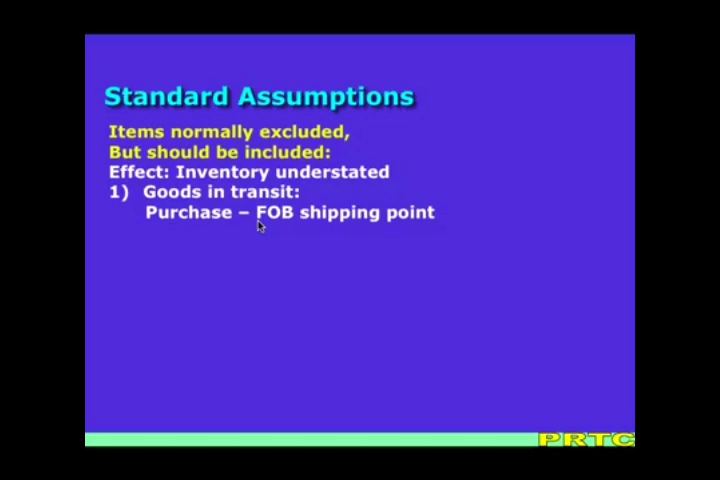 Standard Assumptions
Items normally excluded,
But should be included:
Effect: Inventory understated
1) Goods in transit:
Purchase – FOB shipping point
PRTC